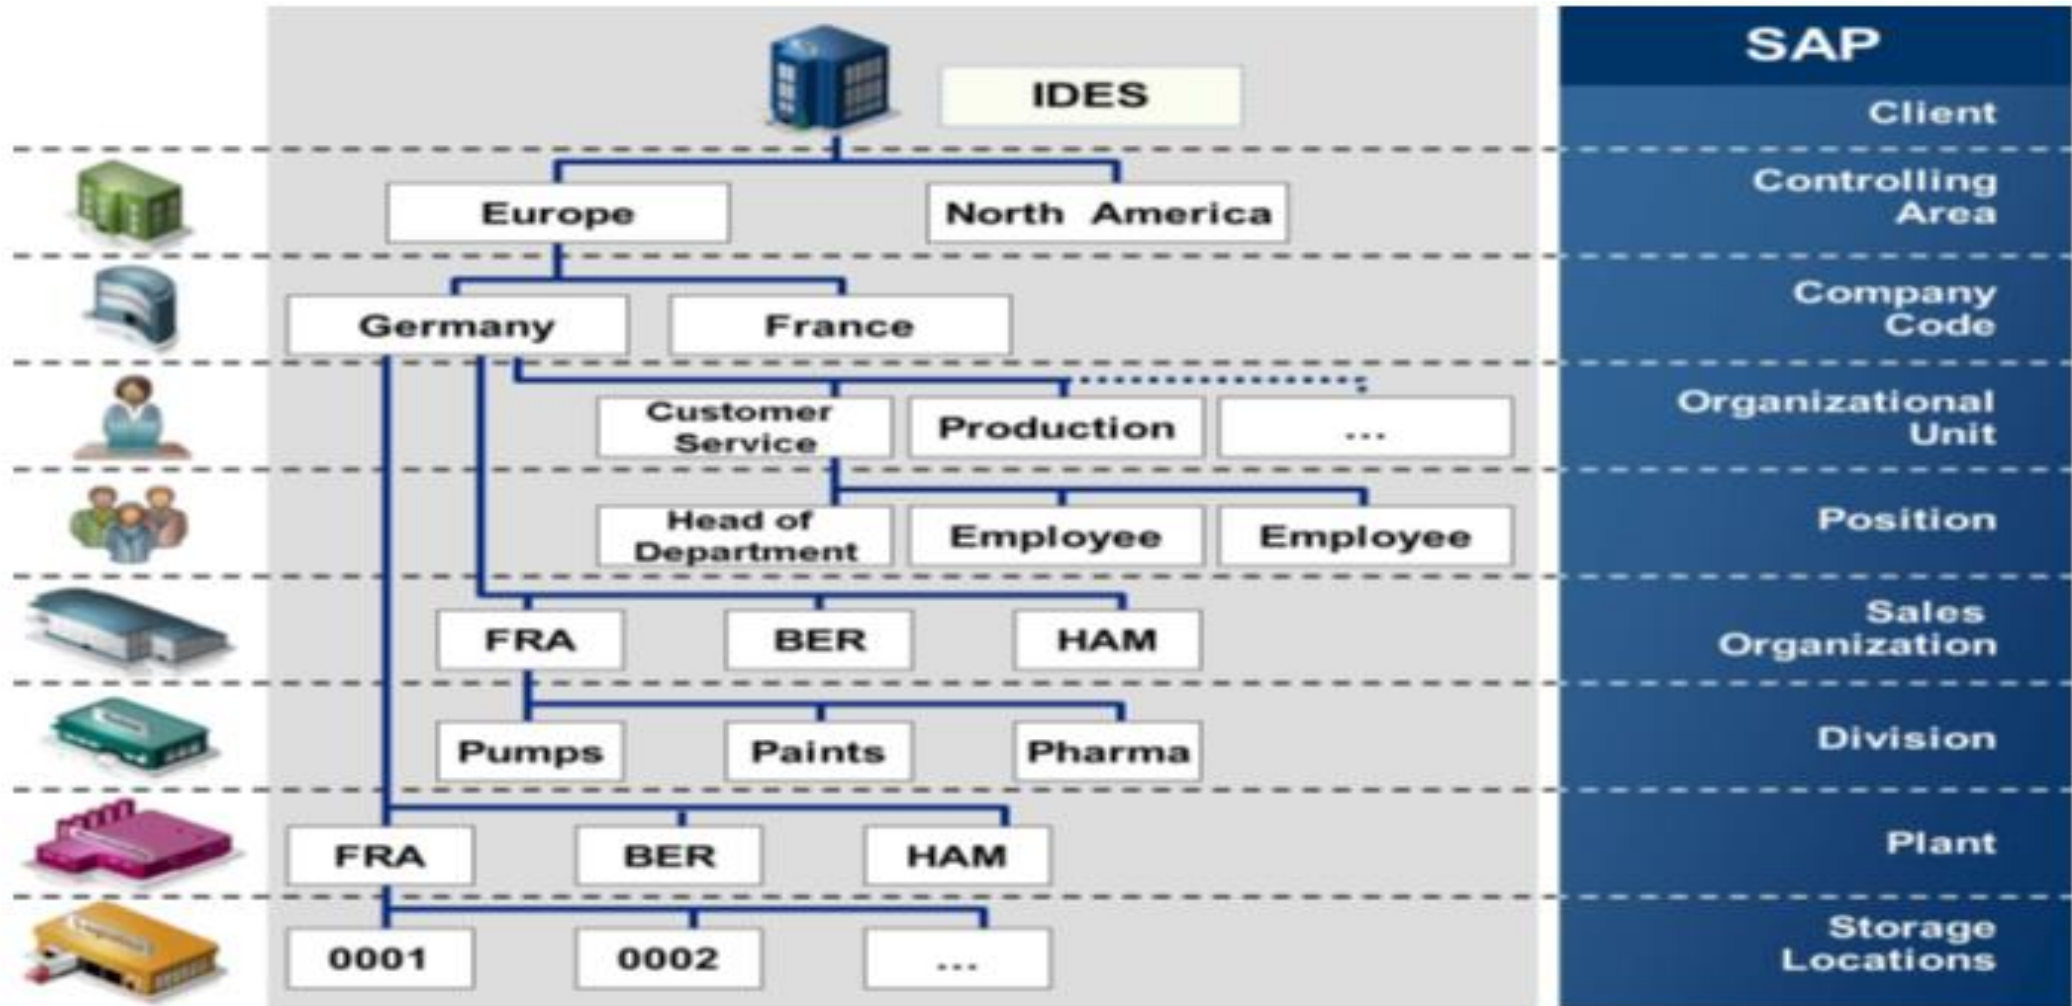 SAP
IDES
Client
Europe
North America
Controlling
Area
Germany
France
Company
Code
Customer
Service
Production
...
Organizational
Unit
Head of
Department
Employee
Employee
Position
FRA
BER
HAM
Sales
Organization
Pumps
Paints
Pharma
Division
FRA
BER
HAM
Plant
0001
0002
...
Storage
Locations